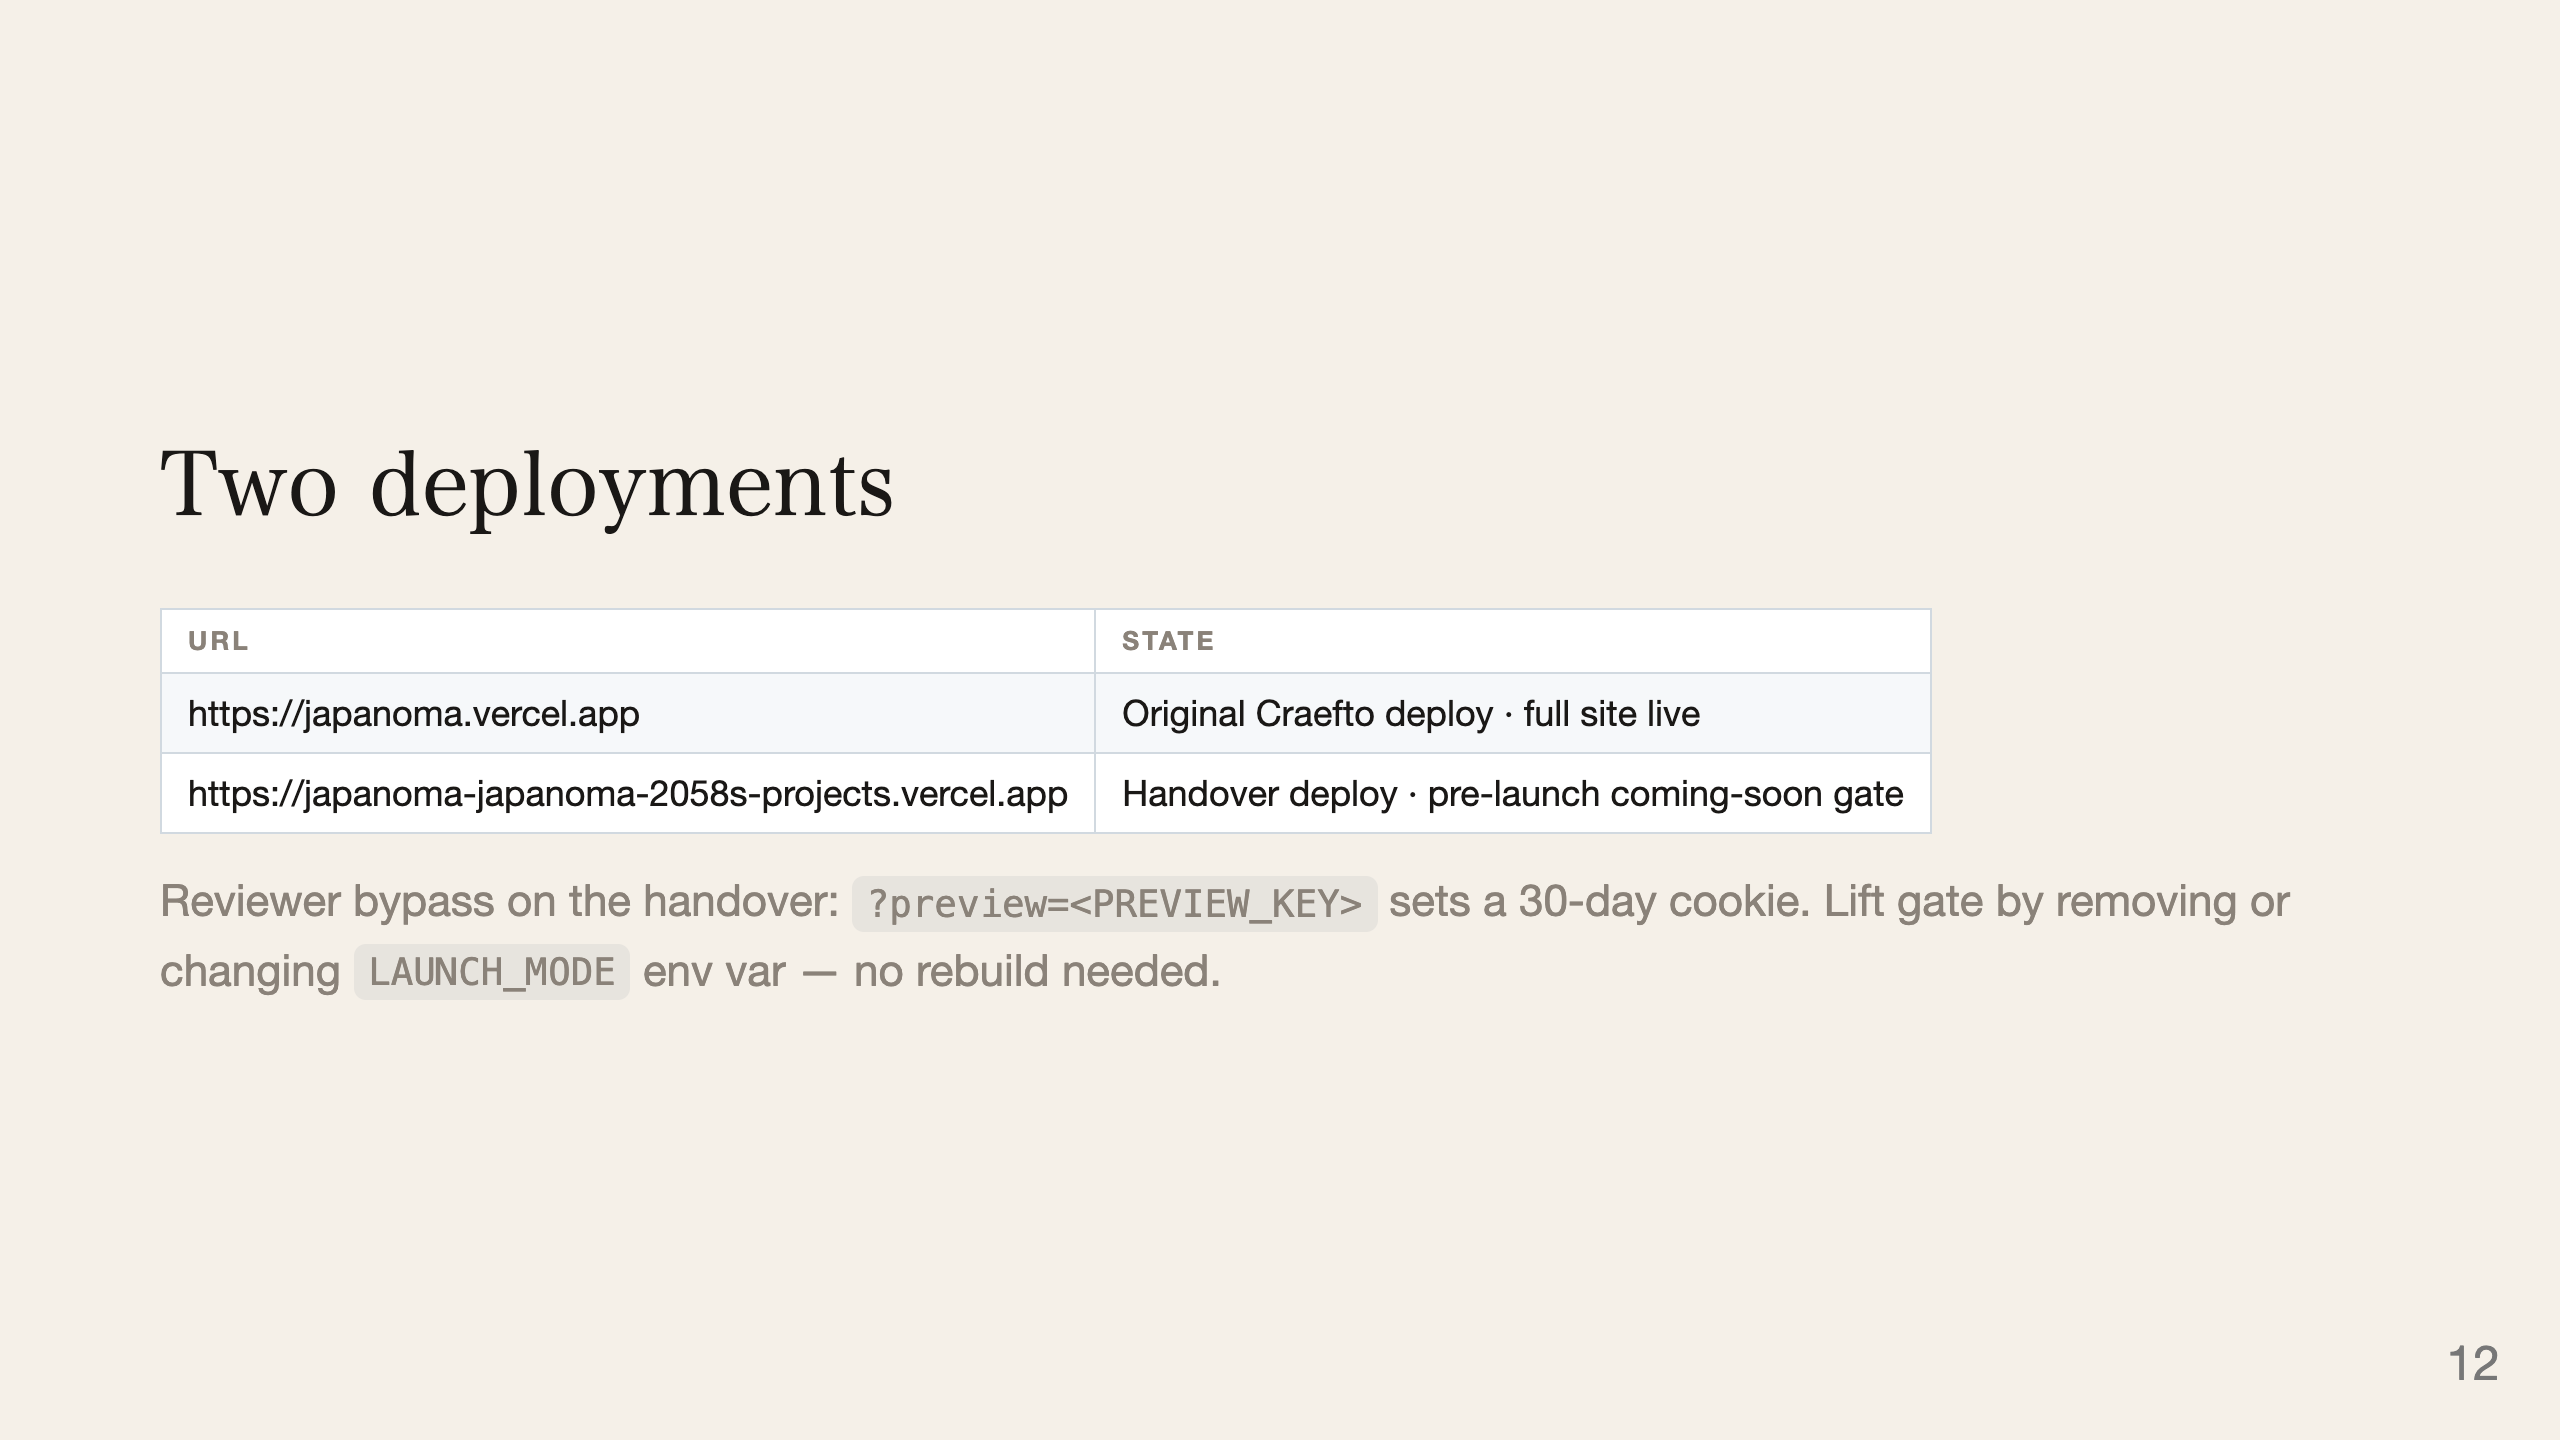 Two deployments
URL STATE
https://japanoma.vercel.app Original Craefto deploy · full site live
https://japanoma-japanoma-2058s-projects.vercel.app Handover deploy · pre-launch coming-soon gate
Reviewer bypass on the handover: ?preview=<PREVIEW_KEY> sets a 30-day cookie. Lift gate by removing or
changing LAUNCH_MODE env var — no rebuild needed.
12